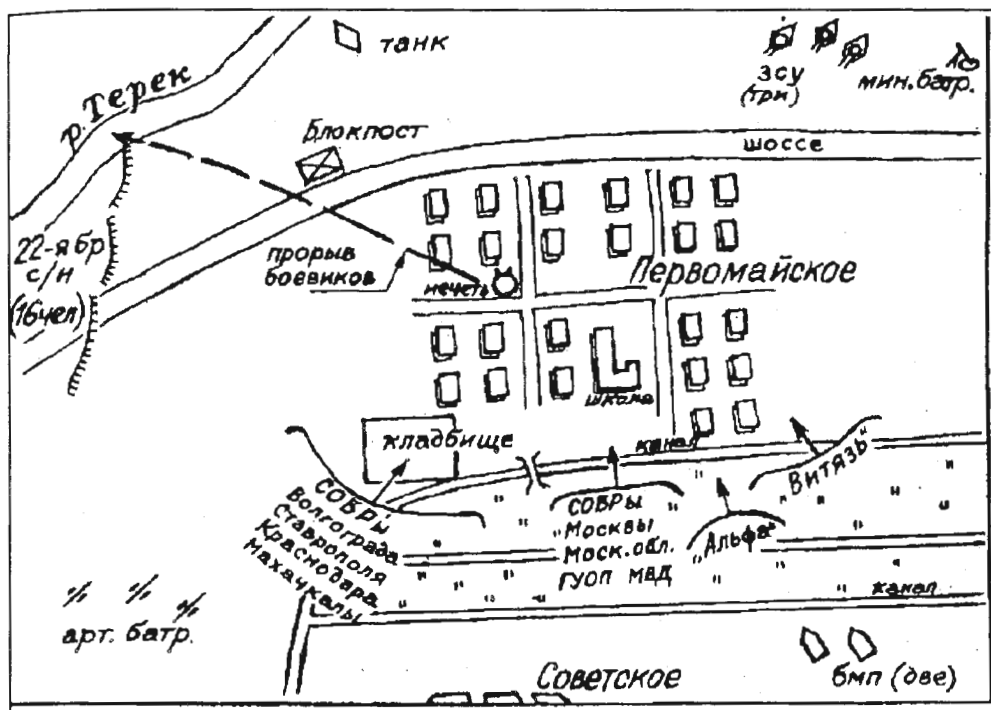 танк
р. Терек
ЗСУ
(три)
мин. батр.
Блокпост
шоссе
22-я бр
с/н
(16 чел)
прорыв
боевиков
мечеть
Первомайское
школа
кладбище
канал
"Витязь"
СОБРЫ
Волгограда
Ставрополя
Краснодара
Махачкалы
СОБРЫ
"Москвы
Моск. обл.
ГУОП МВД
"Альфа"
канал
арт. батр.
Советское
бмп (две)